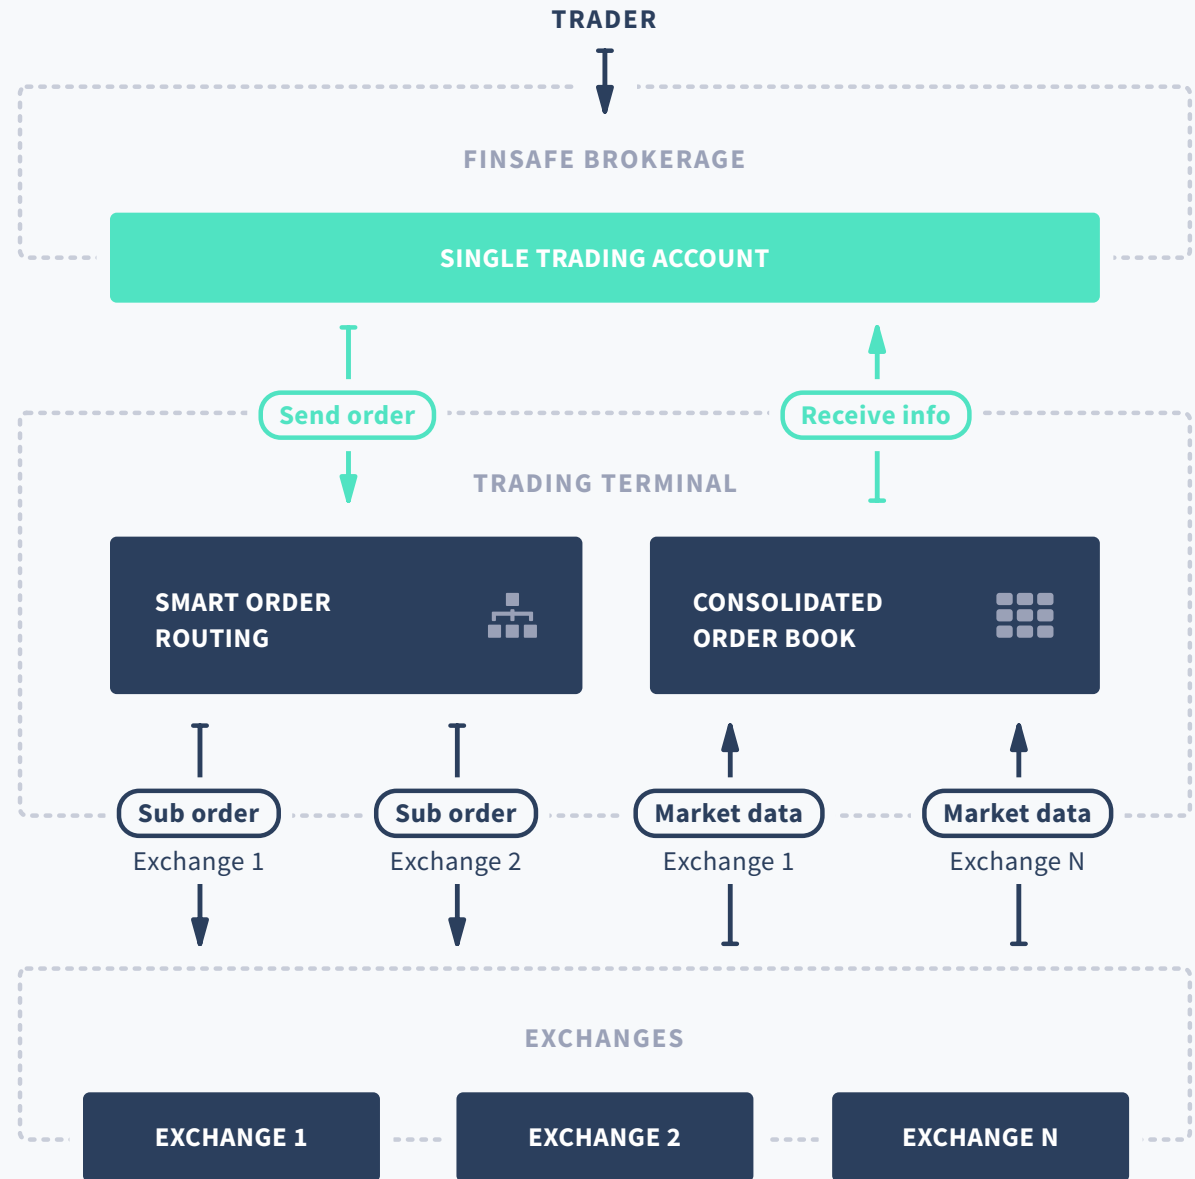 TRADER
FINSAFE BROKERAGE
SINGLE TRADING ACCOUNT
Send order
Receive info
TRADING TERMINAL
SMART ORDER
ROUTING
CONSOLIDATED
ORDER BOOK
Sub order
Exchange 1
Sub order
Exchange 2
Market data
Exchange 1
Market data
Exchange N
EXCHANGES
EXCHANGE 1
EXCHANGE 2
EXCHANGE N